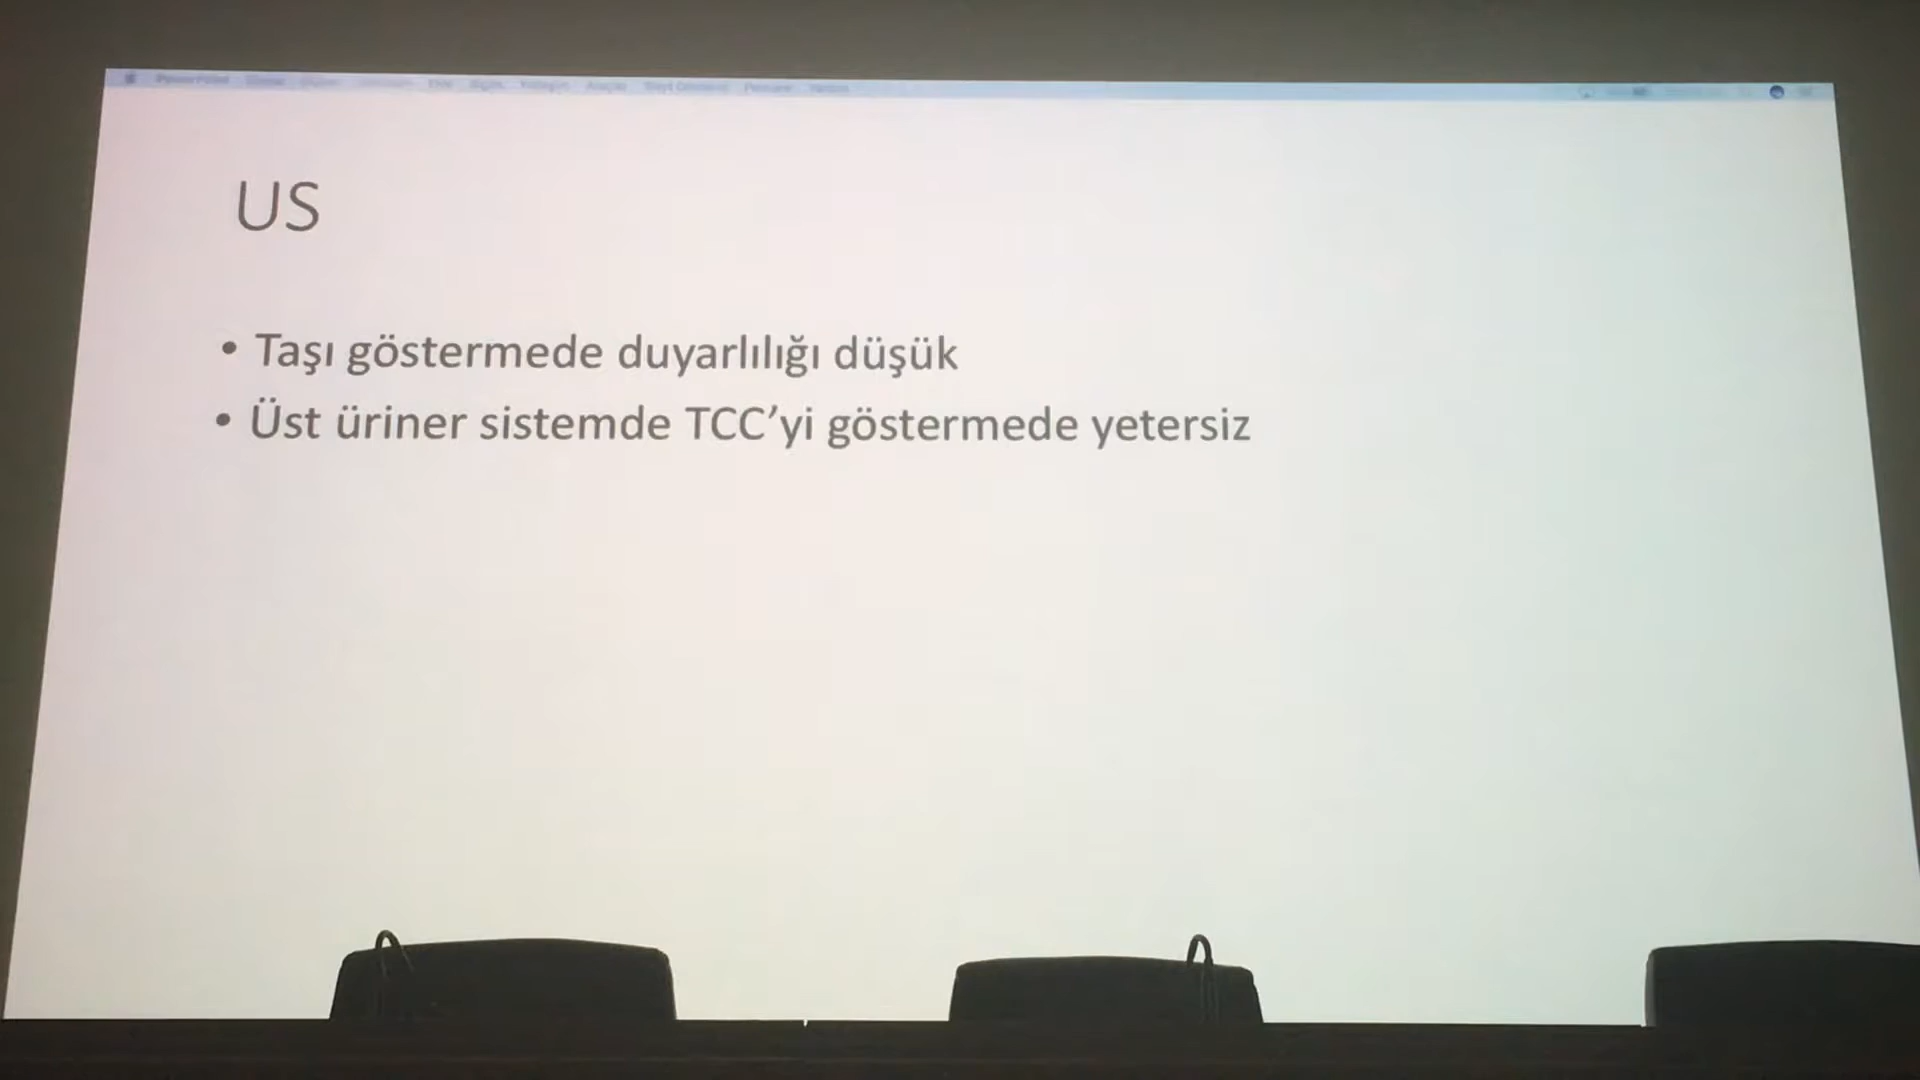 US
• Taşı göstermede duyarlılığı düşük
• Üst üriner sistemde TCC’yi göstermede yetersiz